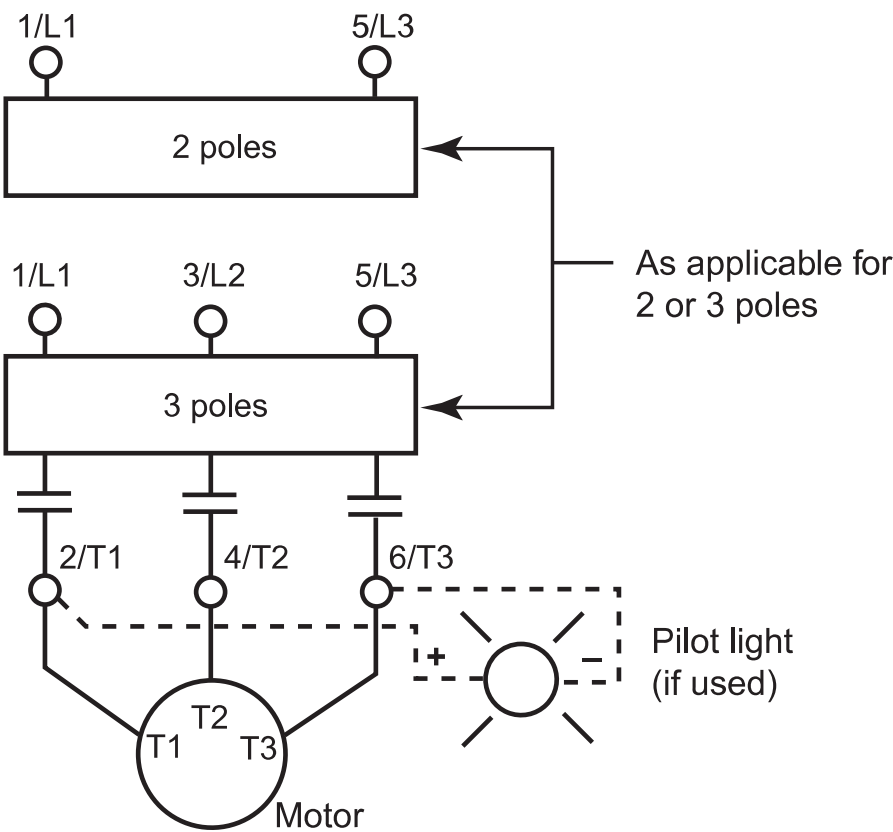 1/L1
5/L3
2 poles
As applicable for
2 or 3 poles
1/L1
3/L2
5/L3
3 poles
2/T1
4/T2
6/T3
+
−
Pilot light
(if used)
T1
T2
T3
Motor